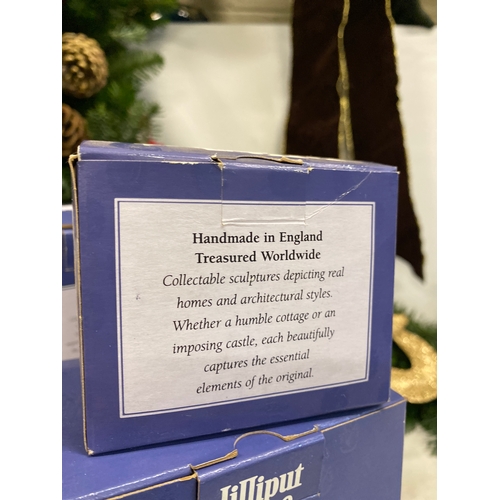 Handmade in England
Treasured Worldwide
Collectable sculptures depicting real
homes and architectural styles.
Whether a humble cottage or an
imposing castle, each beautifully
captures the essential
elements of the original.
lilliput